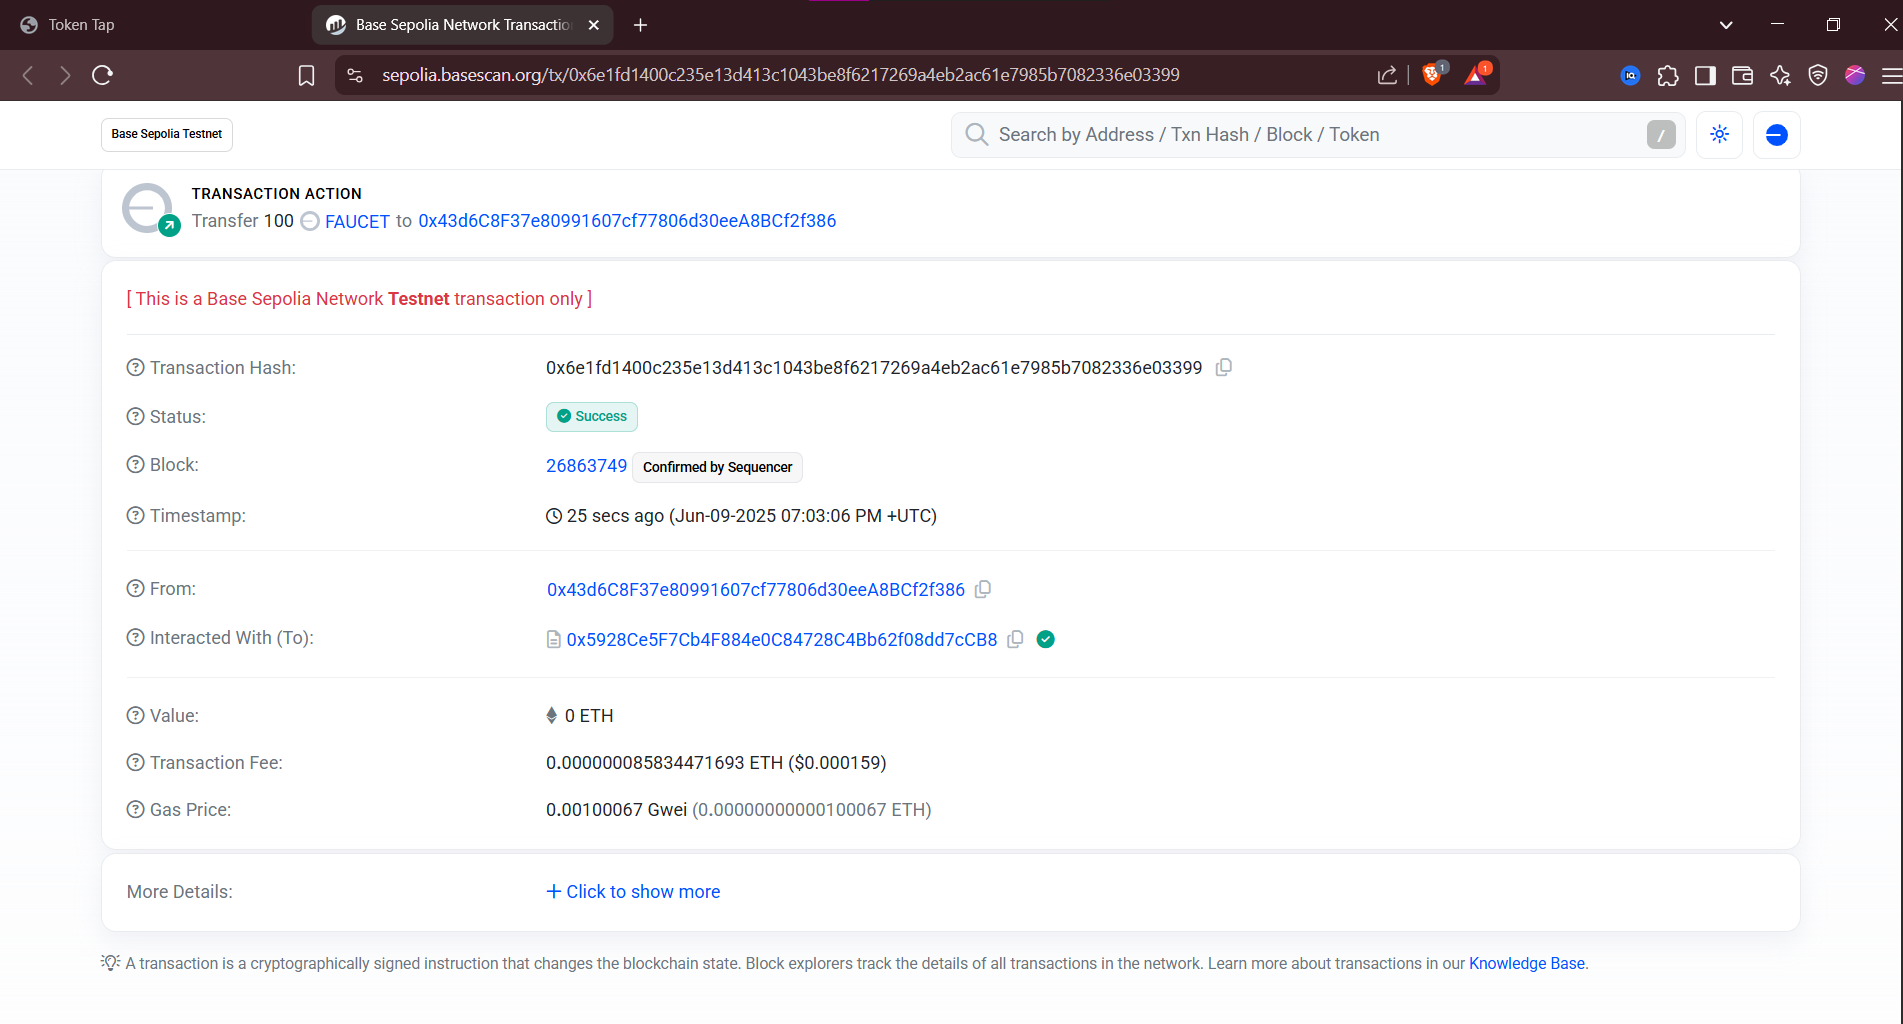 Token Tap
Base Sepolia Network Transactio
sepolia.basescan.org/tx/0x6e1fd1400c235e13d413c1043be8f6217269a4eb2ac61e7985b7082336e03399
1
1
IQ
Base Sepolia Testnet
Search by Address / Txn Hash / Block / Token
/
TRANSACTION ACTION
Transfer 100 FAUCET to 0x43d6C8F37e80991607cf77806d30eeA8BCf2f386
[ This is a Base Sepolia Network Testnet transaction only ]
Transaction Hash: 0x6e1fd1400c235e13d413c1043be8f6217269a4eb2ac61e7985b7082336e03399
Status: Success
Block: 26863749 Confirmed by Sequencer
Timestamp: 25 secs ago (Jun-09-2025 07:03:06 PM +UTC)
From: 0x43d6C8F37e80991607cf77806d30eeA8BCf2f386
Interacted With (To): 0x5928Ce5F7Cb4F884e0C84728C4Bb62f08dd7cCB8
Value: 0 ETH
Transaction Fee: 0.000000085834471693 ETH ($0.000159)
Gas Price: 0.00100067 Gwei (0.00000000000100067 ETH)
More Details: + Click to show more
A transaction is a cryptographically signed instruction that changes the blockchain state. Block explorers track the details of all transactions in the network. Learn more about transactions in our Knowledge Base.